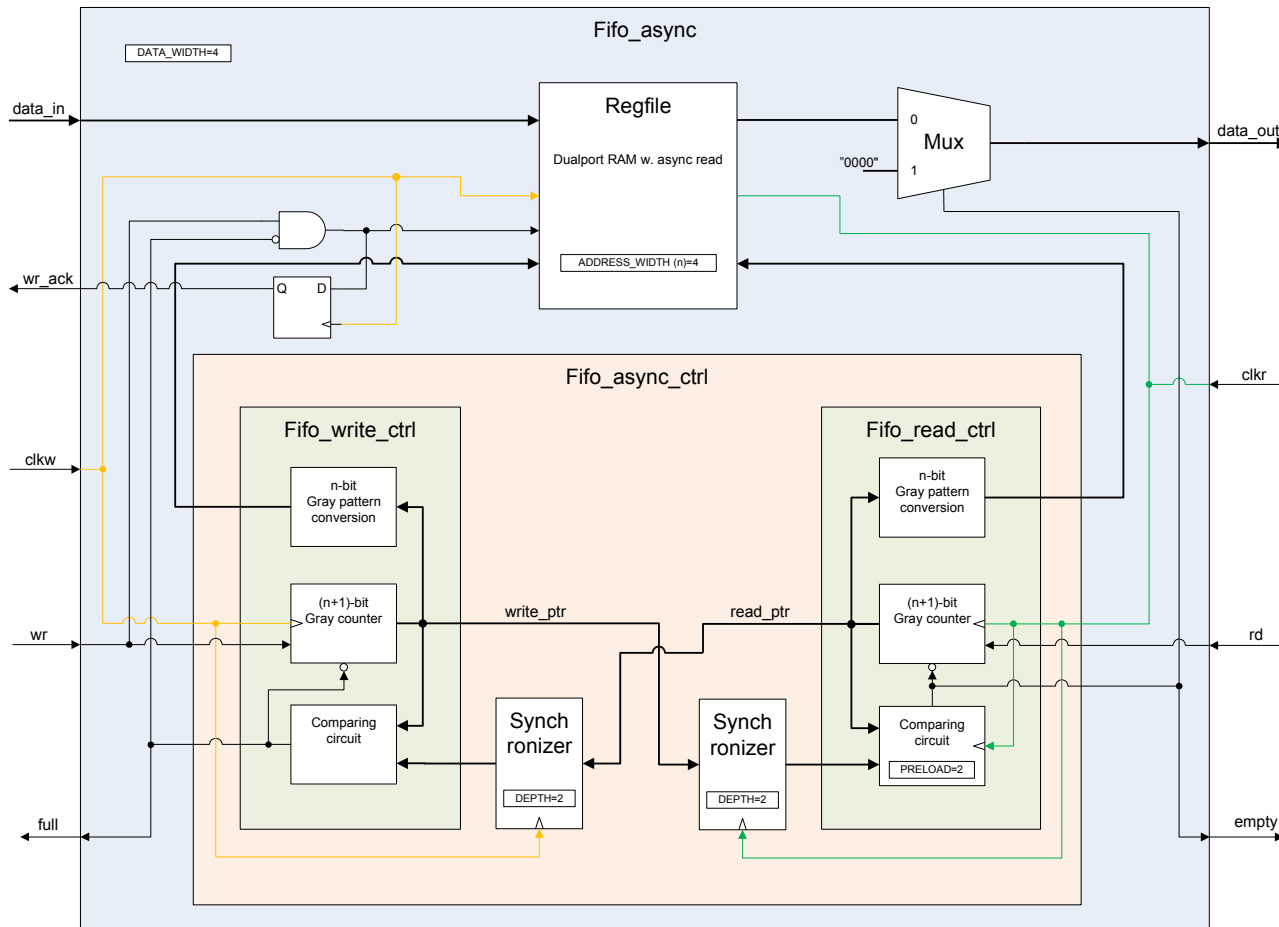 Fifo_async
DATA_WIDTH=4
data_in
Regfile
Dualport RAM w. async read
ADDRESS_WIDTH (n)=4
0
Mux
"0000"
1
data_out
wr_ack
Q
D
Fifo_async_ctrl
clkr
Fifo_write_ctrl
Fifo_read_ctrl
clkw
n-bit
Gray pattern
conversion
n-bit
Gray pattern
conversion
(n+1)-bit
Gray counter
write_ptr
read_ptr
(n+1)-bit
Gray counter
wr
rd
Comparing
circuit
Synch
ronizer
DEPTH=2
Synch
ronizer
DEPTH=2
Comparing
circuit
PRELOAD=2
full
empty